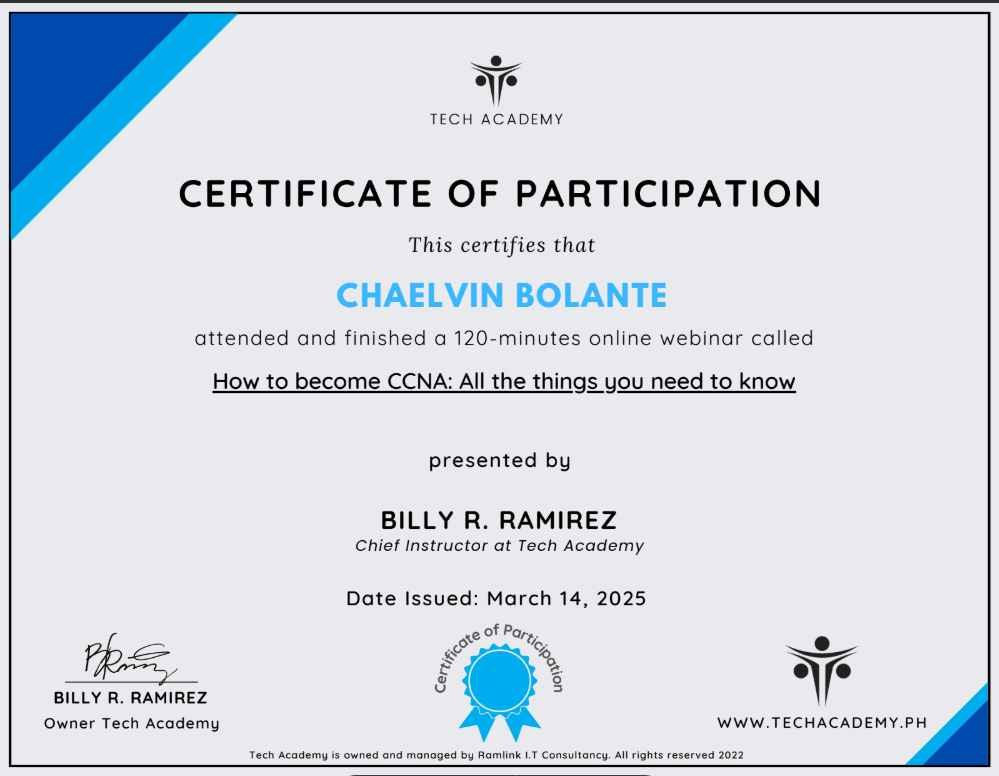 TECH ACADEMY
CERTIFICATE OF PARTICIPATION
This certifies that
CHAELVIN BOLANTE
attended and finished a 120-minutes online webinar called
How to become CCNA: All the things you need to know
presented by
BILLY R. RAMIREZ
Chief Instructor at Tech Academy
Date Issued: March 14, 2025
Certificate of Participation
BILLY R. RAMIREZ
Owner Tech Academy
WWW.TECHACADEMY.PH
Tech Academy is owned and managed by Ramlink I.T Consultancy. All rights reserved 2022